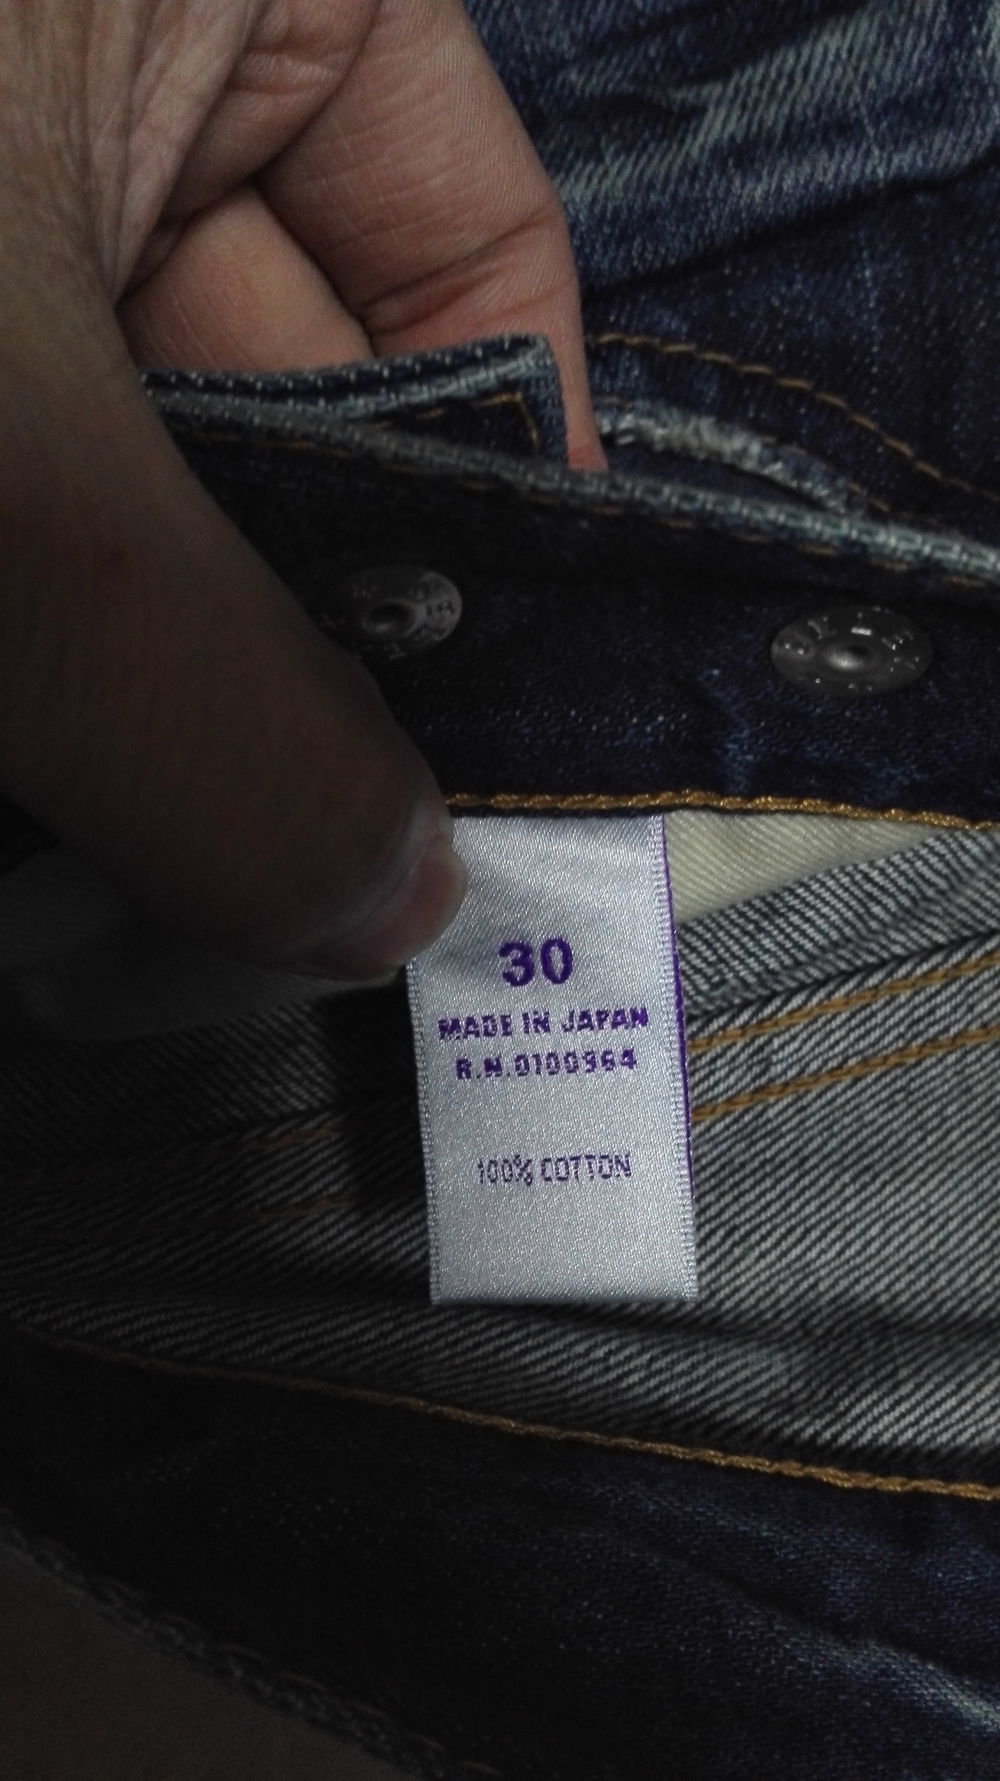 30
MADE IN JAPAN
R.N.0100964
100% COTTON